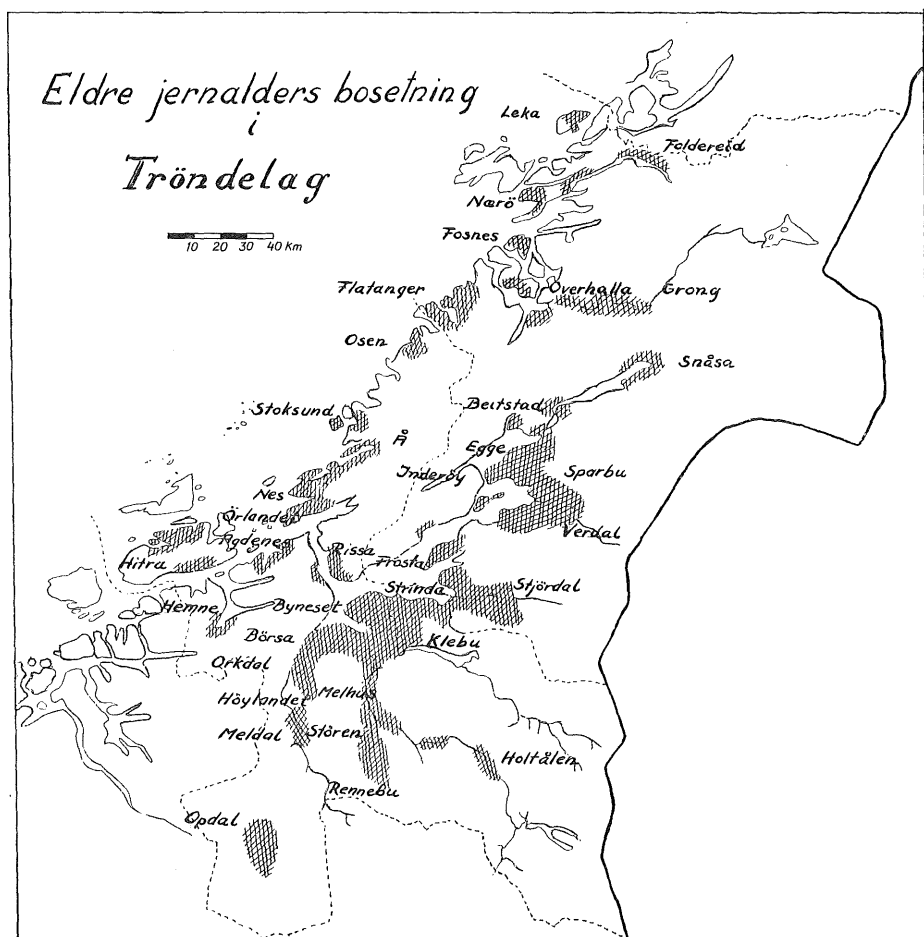 Eldre jernalders bosetning
i
Tröndelag
10 20 30 40 Km
Leka
Foldereid
Nærö
Fosnes
Flatanger
Overhalla
Grong
Osen
Snåsa
Stoksund
Beitstad
Å
Egge
Inderöy
Sparbu
Nes
Örlandet
Verdal
Agdenes
Rissa
Frosta
Hitra
Strinda
Stjördal
Hemne
Byneset
Börsa
Klebu
Orkdal
Höylandet
Melhus
Meldal
Stören
Holtålen
Rennebu
Opdal